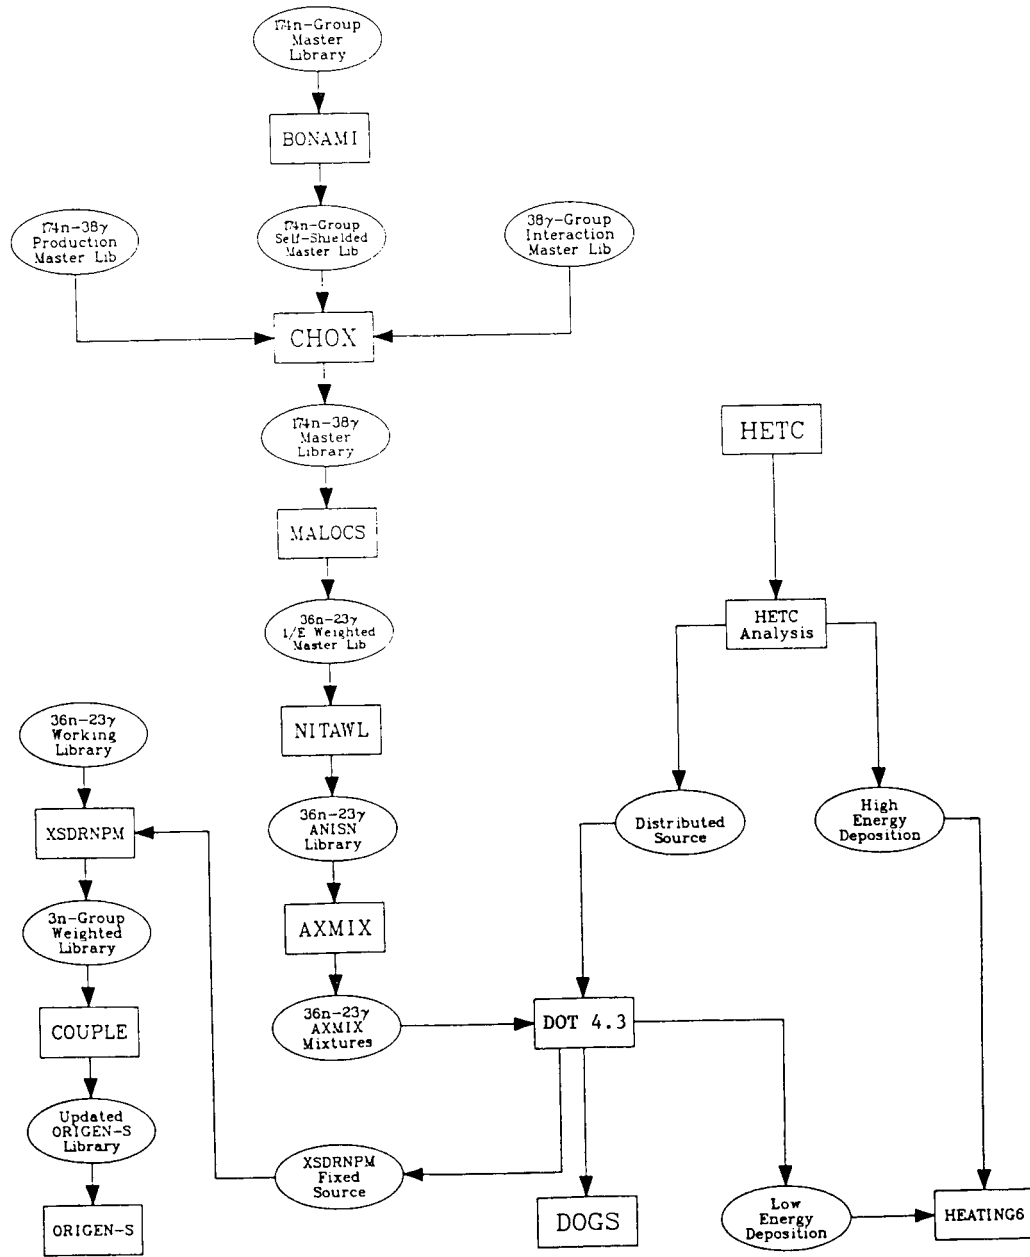 174n-Group
Master
Library
BONAMI
174n-38γ
Production
Master Lib
174n-Group
Self-Shielded
Master Lib
38γ-Group
Interaction
Master Lib
CHOX
174n-38γ
Master
Library
HETC
MALOCS
36n-23γ
1/E Weighted
Master Lib
HETC
Analysis
36n-23γ
Working
Library
NITAWL
XSDRNPM
36n-23γ
ANISN
Library
Distributed
Source
High
Energy
Deposition
3n-Group
Weighted
Library
AXMIX
COUPLE
36n-23γ
AXMIX
Mixtures
DOT 4.3
Updated
ORIGEN-S
Library
XSDRNPM
Fixed
Source
ORIGEN-S
DOGS
Low
Energy
Deposition
HEATING6